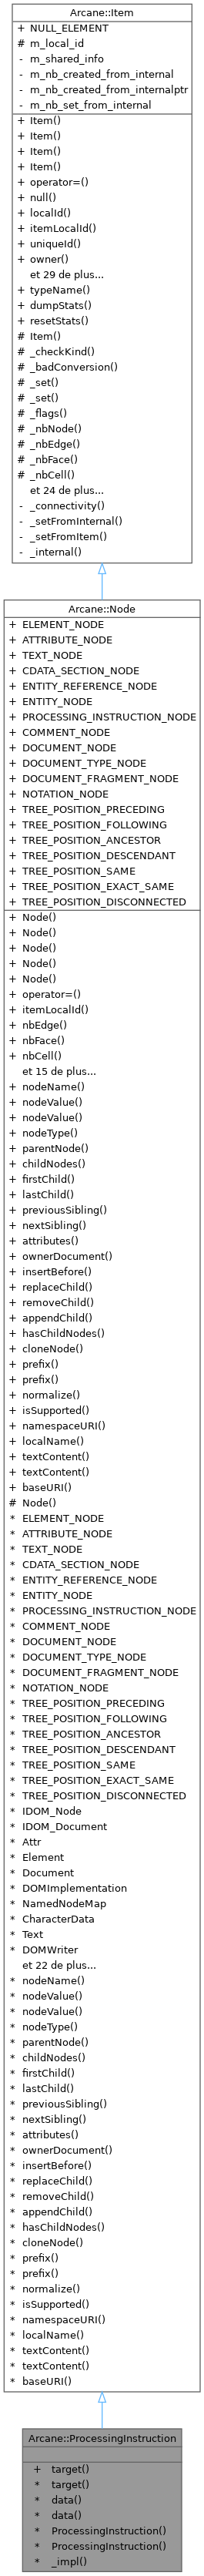 Arcane::Item
+ NULL_ELEMENT
# m_local_id
- m_shared_info
- m_nb_created_from_internal
- m_nb_created_from_internalptr
- m_nb_set_from_internal
+ Item()
+ Item()
+ Item()
+ Item()
+ operator=()
+ null()
+ localId()
+ itemLocalId()
+ uniqueId()
+ owner()
et 29 de plus...
+ typeName()
+ dumpStats()
+ resetStats()
# Item()
# _checkKind()
# _badConversion()
# _set()
# _set()
# _flags()
# _nbNode()
# _nbEdge()
# _nbFace()
# _nbCell()
et 24 de plus...
- _connectivity()
- _setFromInternal()
- _setFromItem()
- _internal()
Arcane::Node
+ ELEMENT_NODE
+ ATTRIBUTE_NODE
+ TEXT_NODE
+ CDATA_SECTION_NODE
+ ENTITY_REFERENCE_NODE
+ ENTITY_NODE
+ PROCESSING_INSTRUCTION_NODE
+ COMMENT_NODE
+ DOCUMENT_NODE
+ DOCUMENT_TYPE_NODE
+ DOCUMENT_FRAGMENT_NODE
+ NOTATION_NODE
+ TREE_POSITION_PRECEDING
+ TREE_POSITION_FOLLOWING
+ TREE_POSITION_ANCESTOR
+ TREE_POSITION_DESCENDANT
+ TREE_POSITION_SAME
+ TREE_POSITION_EXACT_SAME
+ TREE_POSITION_DISCONNECTED
+ Node()
+ Node()
+ Node()
+ Node()
+ Node()
+ operator=()
+ itemLocalId()
+ nbEdge()
+ nbFace()
+ nbCell()
et 15 de plus...
+ nodeName()
+ nodeValue()
+ nodeValue()
+ nodeType()
+ parentNode()
+ childNodes()
+ firstChild()
+ lastChild()
+ previousSibling()
+ nextSibling()
+ attributes()
+ ownerDocument()
+ insertBefore()
+ replaceChild()
+ removeChild()
+ appendChild()
+ hasChildNodes()
+ cloneNode()
+ prefix()
+ prefix()
+ normalize()
+ isSupported()
+ namespaceURI()
+ localName()
+ textContent()
+ textContent()
+ baseURI()
# Node()
* ELEMENT_NODE
* ATTRIBUTE_NODE
* TEXT_NODE
* CDATA_SECTION_NODE
* ENTITY_REFERENCE_NODE
* ENTITY_NODE
* PROCESSING_INSTRUCTION_NODE
* COMMENT_NODE
* DOCUMENT_NODE
* DOCUMENT_TYPE_NODE
* DOCUMENT_FRAGMENT_NODE
* NOTATION_NODE
* TREE_POSITION_PRECEDING
* TREE_POSITION_FOLLOWING
* TREE_POSITION_ANCESTOR
* TREE_POSITION_DESCENDANT
* TREE_POSITION_SAME
* TREE_POSITION_EXACT_SAME
* TREE_POSITION_DISCONNECTED
* IDOM_Node
* IDOM_Document
* Attr
* Element
* Document
* DOMImplementation
* NamedNodeMap
* CharacterData
* Text
* DOMWriter
et 22 de plus...
* nodeName()
* nodeValue()
* nodeValue()
* nodeType()
* parentNode()
* childNodes()
* firstChild()
* lastChild()
* previousSibling()
* nextSibling()
* attributes()
* ownerDocument()
* insertBefore()
* replaceChild()
* removeChild()
* appendChild()
* hasChildNodes()
* cloneNode()
* prefix()
* prefix()
* normalize()
* isSupported()
* namespaceURI()
* localName()
* textContent()
* textContent()
* baseURI()
Arcane::ProcessingInstruction
+ target()
* target()
* data()
* data()
* ProcessingInstruction()
* ProcessingInstruction()
* _impl()